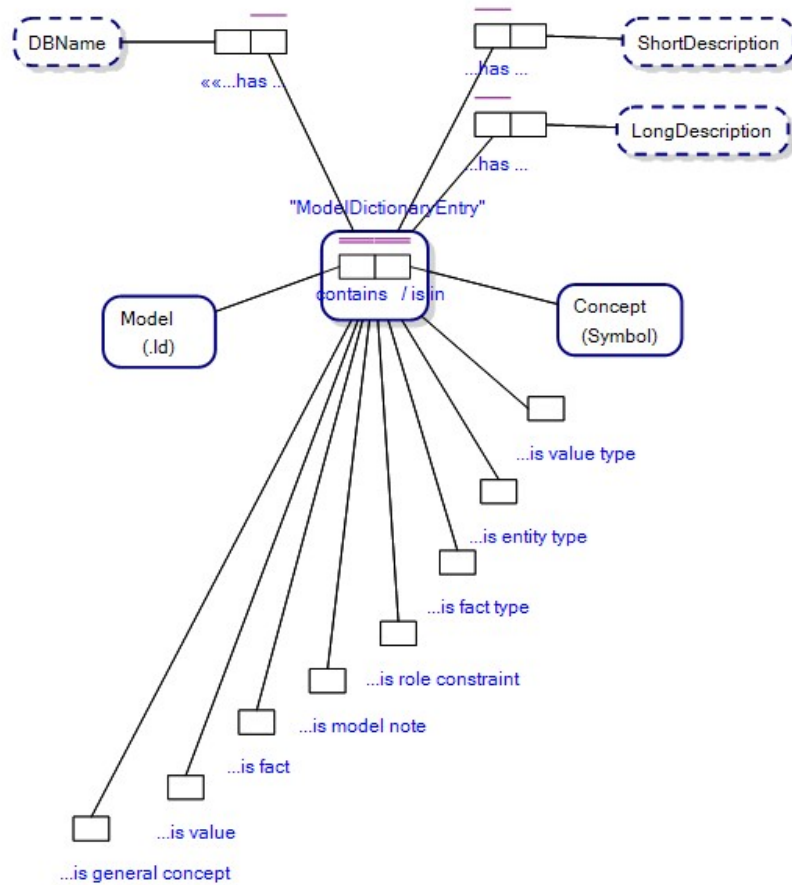 DBName
««...has ..
...has ...
ShortDescription
...has ...
LongDescription
"ModelDictionaryEntry"
contains / is in
Model
(.Id)
Concept
(Symbol)
...is value type
...is entity type
...is fact type
...is role constraint
...is model note
...is fact
...is value
...is general concept